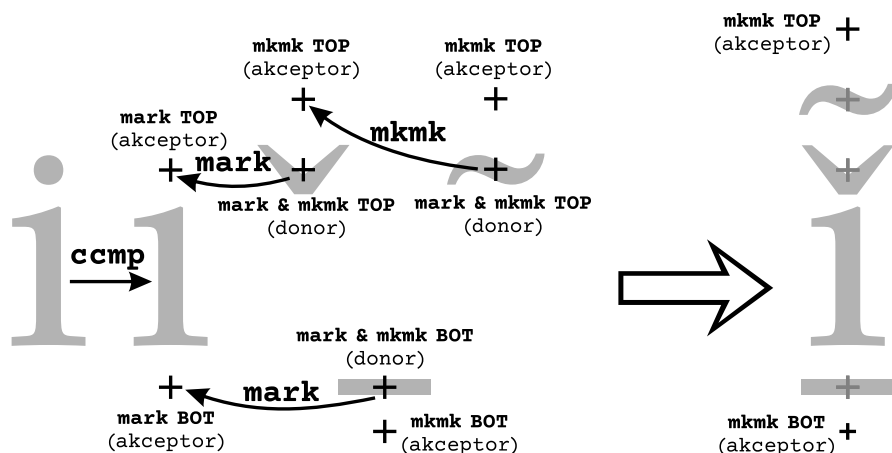 mkmk TOP
(akceptor)
mkmk TOP
(akceptor)
mkmk TOP
(akceptor)
mark TOP
(akceptor)
mkmk
mark
mark & mkmk TOP
(donor)
mark & mkmk TOP
(donor)
i ı
ccmp
ı
mark & mkmk BOT
(donor)
mark
mark BOT
(akceptor)
mkmk BOT
(akceptor)
mkmk BOT
(akceptor)